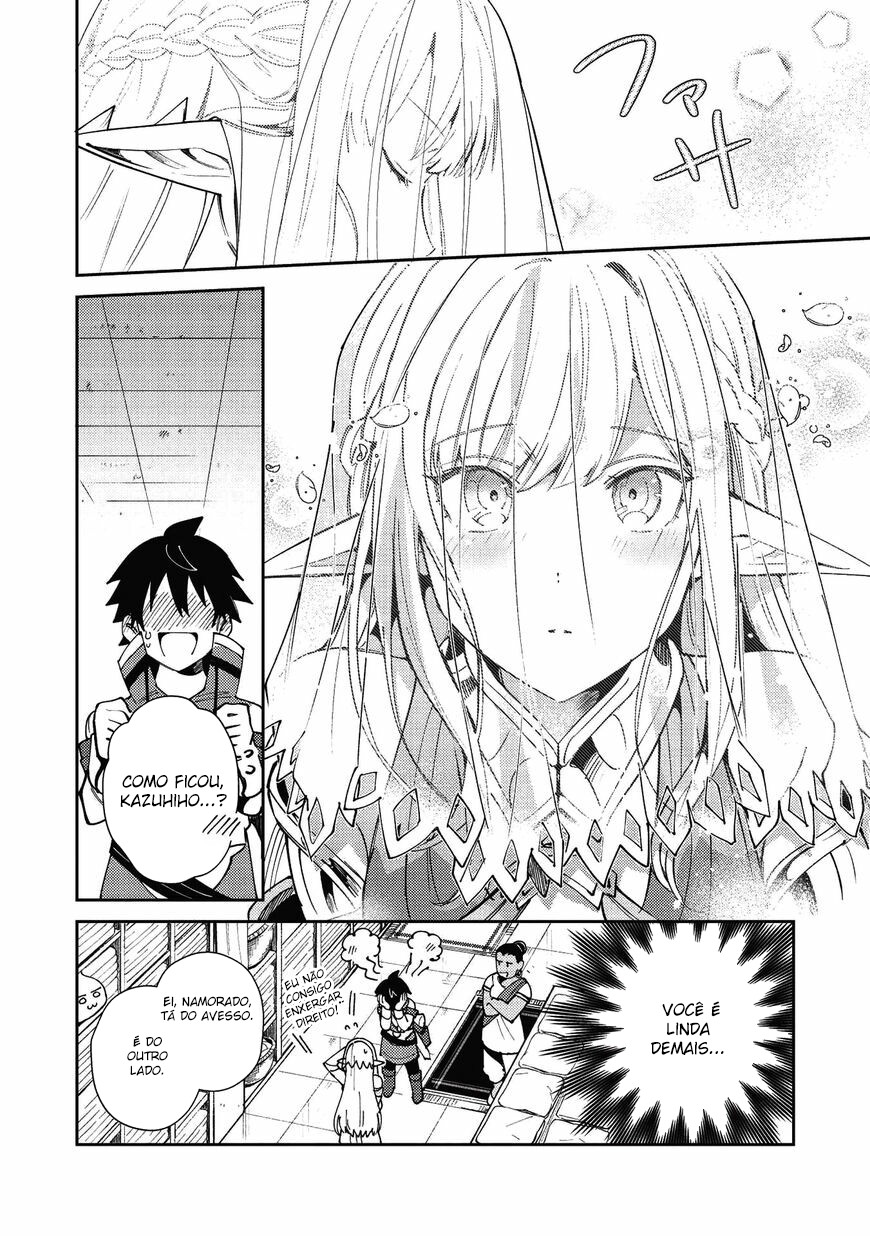 ファサ
COMO FICOU,
KAZUHIHO...?
VOCÊ É
LINDA
DEMAIS...
EU NÃO
CONSIGO
ENXERGAR
DIREITO!"
EI, NAMORADO,
TÁ DO AVESSO.
É DO
OUTRO
LADO.